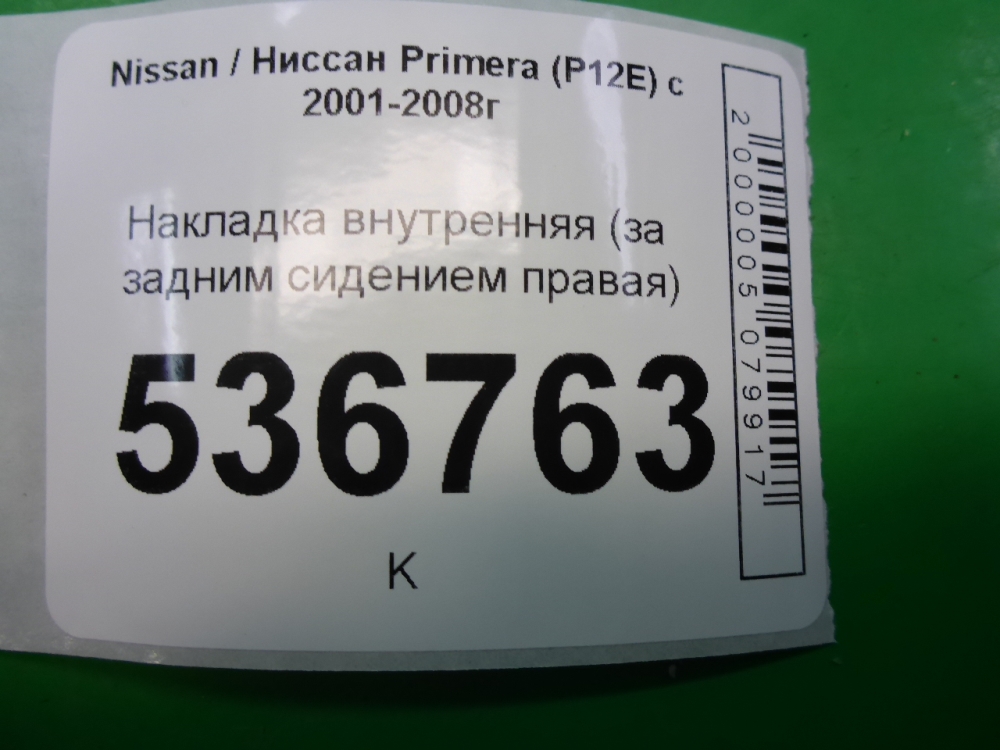 Nissan / Ниссан Primera (P12E) с
2001-2008г
Накладка внутренняя (за
задним сидением правая)
536763
К
2000005079917